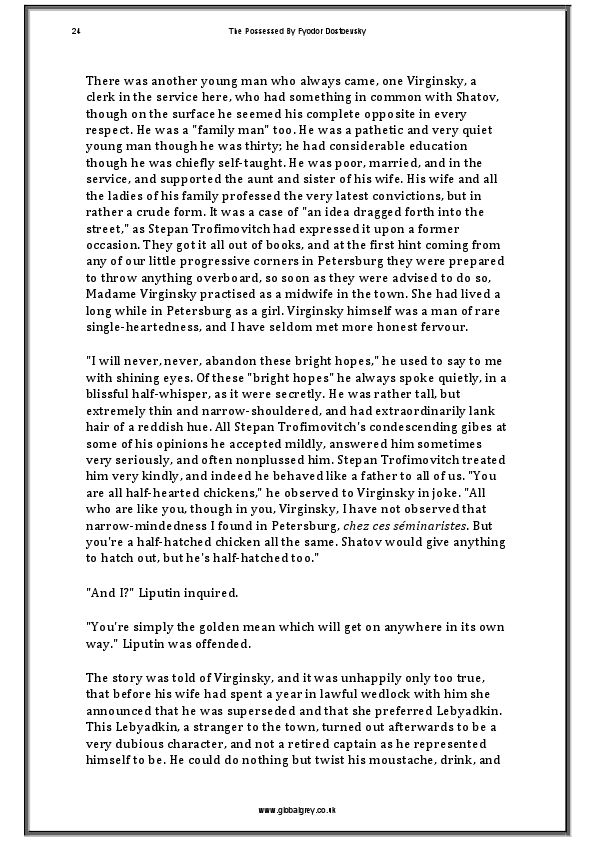 24 The Possessed By Fyodor Dostoevsky
There was another young man who always came, one Virginsky, a
clerk in the service here, who had something in common with Shatov,
though on the surface he seemed his complete opposite in every
respect. He was a "family man" too. He was a pathetic and very quiet
young man though he was thirty; he had considerable education
though he was chiefly self-taught. He was poor, married, and in the
service, and supported the aunt and sister of his wife. His wife and all
the ladies of his family professed the very latest convictions, but in
rather a crude form. It was a case of "an idea dragged forth into the
street," as Stepan Trofimovitch had expressed it upon a former
occasion. They got it all out of books, and at the first hint coming from
any of our little progressive corners in Petersburg they were prepared
to throw anything overboard, so soon as they were advised to do so,
Madame Virginsky practised as a midwife in the town. She had lived a
long while in Petersburg as a girl. Virginsky himself was a man of rare
single-heartedness, and I have seldom met more honest fervour.
"I will never, never, abandon these bright hopes," he used to say to me
with shining eyes. Of these "bright hopes" he always spoke quietly, in a
blissful half-whisper, as it were secretly. He was rather tall, but
extremely thin and narrow-shouldered, and had extraordinarily lank
hair of a reddish hue. All Stepan Trofimovitch's condescending gibes at
some of his opinions he accepted mildly, answered him sometimes
very seriously, and often nonplussed him. Stepan Trofimovitch treated
him very kindly, and indeed he behaved like a father to all of us. "You
are all half-hearted chickens," he observed to Virginsky in joke. "All
who are like you, though in you, Virginsky, I have not observed that
narrow-mindedness I found in Petersburg, chez ces séminaristes. But
you're a half-hatched chicken all the same. Shatov would give anything
to hatch out, but he's half-hatched too."
"And I?" Liputin inquired.
"You're simply the golden mean which will get on anywhere in its own
way." Liputin was offended.
The story was told of Virginsky, and it was unhappily only too true,
that before his wife had spent a year in lawful wedlock with him she
announced that he was superseded and that she preferred Lebyadkin.
This Lebyadkin, a stranger to the town, turned out afterwards to be a
very dubious character, and not a retired captain as he represented
himself to be. He could do nothing but twist his moustache, drink, and
www.globalgrey.co.uk